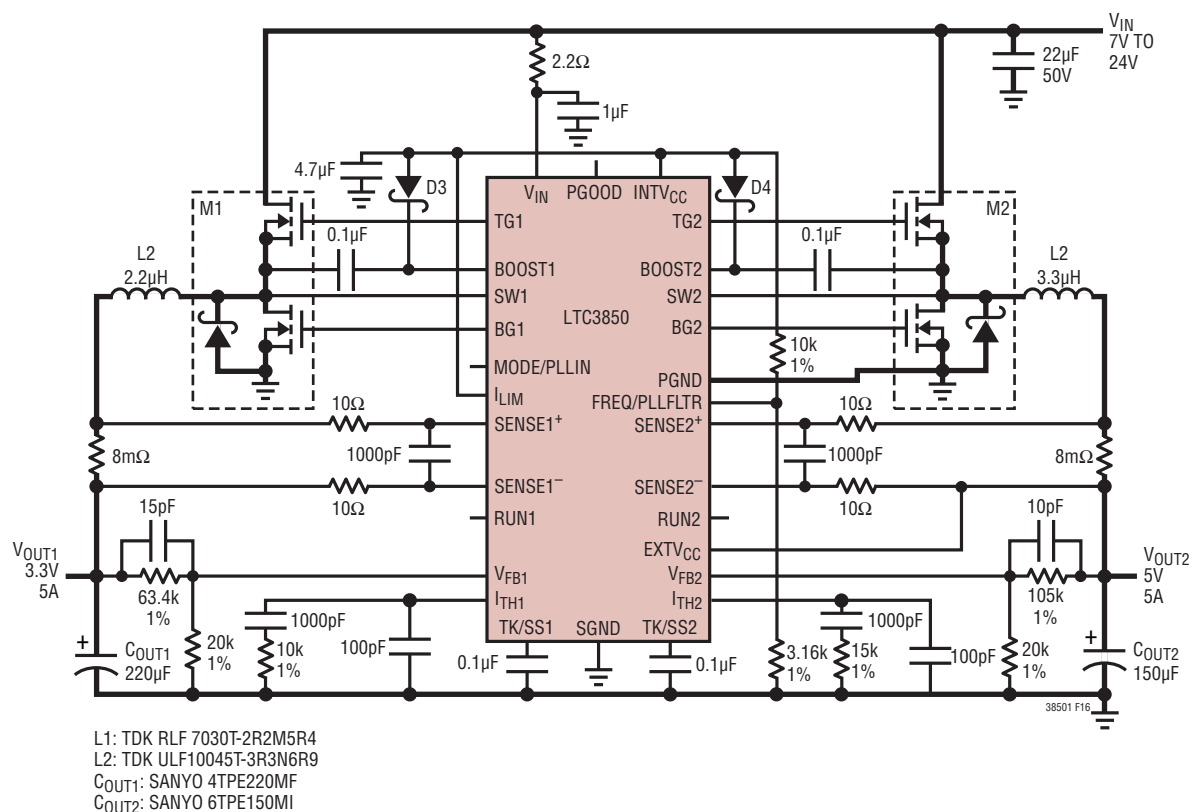 VIN
7V TO
24V
22µF
50V
2.2Ω
1µF
4.7µF
D3
D4
M1
M2
VIN
PGOOD
INTVCC
TG1
TG2
0.1µF
0.1µF
L2
2.2µH
L2
3.3µH
BOOST1
BOOST2
SW1
SW2
LTC3850
BG1
BG2
10k
1%
MODE/PLLIN
PGND
ILIM
FREQ/PLLFLTR
10Ω
SENSE1+
SENSE2+
10Ω
8mΩ
1000pF
1000pF
8mΩ
SENSE1–
SENSE2–
10Ω
10Ω
15pF
10pF
RUN1
RUN2
EXTVCC
VOUT1
3.3V
5A
VOUT2
5V
5A
VFB1
VFB2
63.4k
1%
105k
1%
ITH1
ITH2
1000pF
1000pF
TK/SS1
SGND
TK/SS2
COUT1
220µF
20k
1%
10k
1%
100pF
0.1µF
0.1µF
3.16k
1%
15k
1%
100pF
20k
1%
COUT2
150µF
+
+
38501 F16
L1: TDK RLF 7030T-2R2M5R4
L2: TDK ULF10045T-3R3N6R9
COUT1: SANYO 4TPE220MF
COUT2: SANYO 6TPE150MI